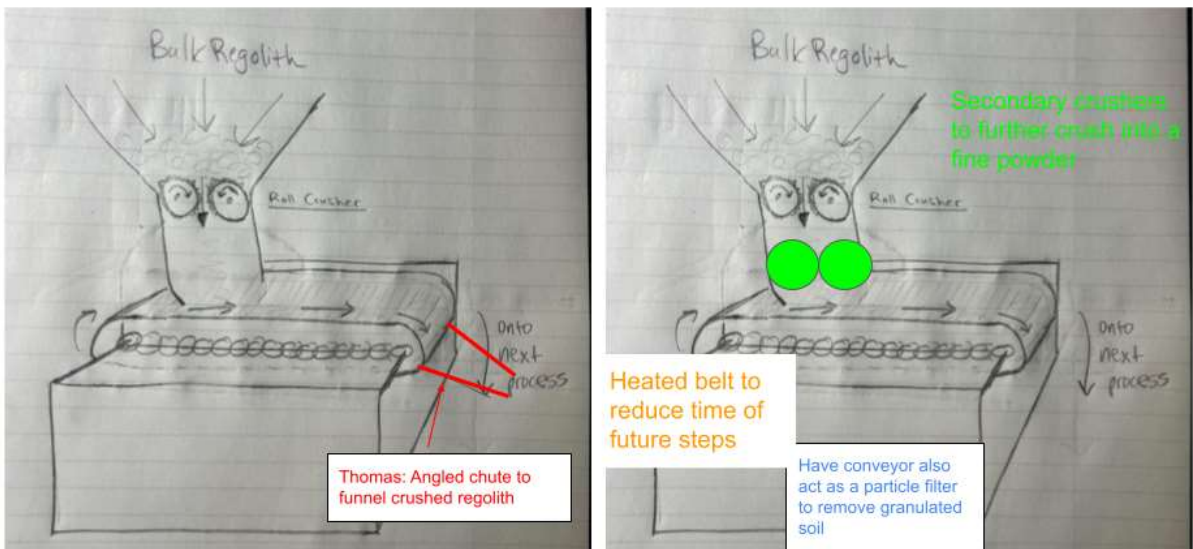 Bulk Regolith
Roll Crusher
onto
next
process
Thomas: Angled chute to
funnel crushed regolith
Bulk Regolith
Secondary crushers
to further crush into a
fine powder
Roll Crusher
onto
next
process
Heated belt to
reduce time of
future steps
Have conveyor also
act as a particle filter
to remove granulated
soil